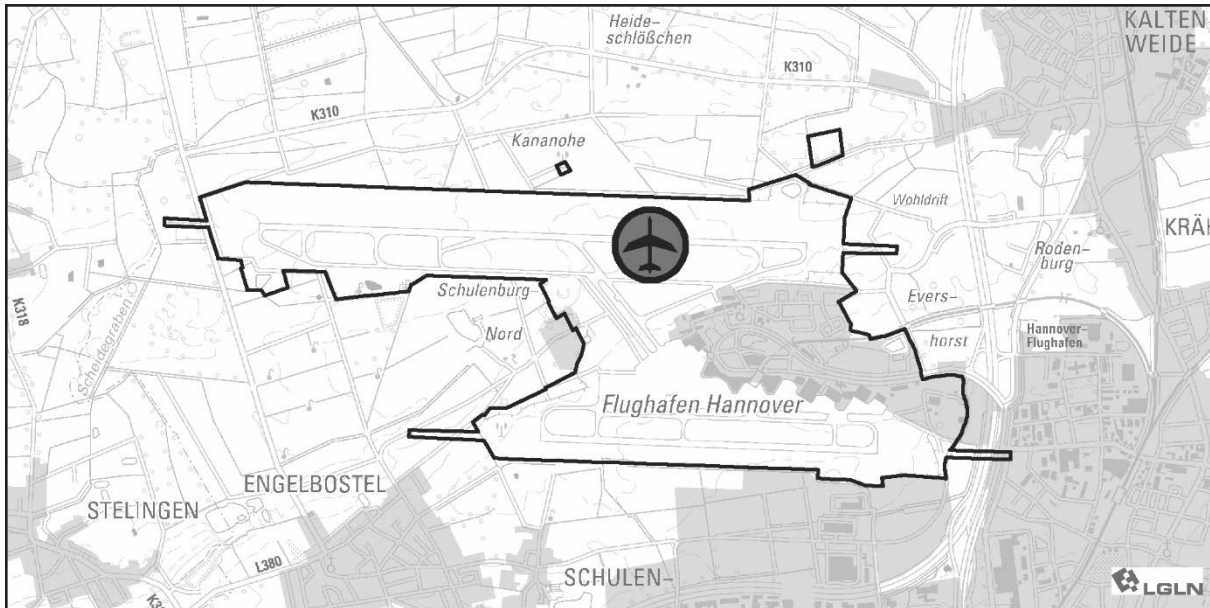 Heide–
schlößchen
KALTEN
WEIDE
K310
K310
Kananohe
Wohldrift
KRÄH
Roden–
burg
K318
Scheidegraben
Schulenburg–
Nord
Evers–
horst
Hannover–
Flughafen
Flughafen Hannover
ENGELBOSTEL
STELINGEN
L380
SCHULEN–
LGLN